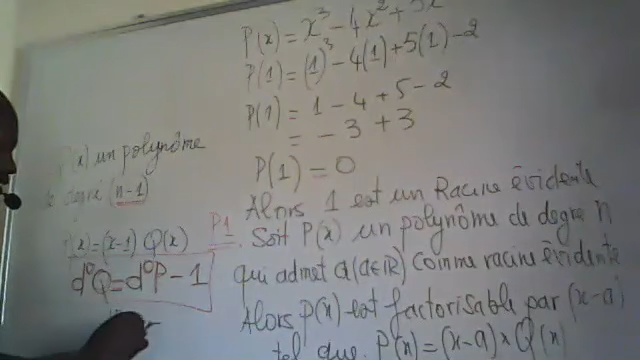 P(x) = x³ - 4x² + 5x
P(1) = (1)³ - 4(1) + 5(1) - 2
P(1) = 1 - 4 + 5 - 2
= - 3 + 3
P(1) = 0
Alors 1 est un Racine évidente
P1 Soit P(x) un polynôme de degré n
qui admet a(a∈ℝ) comme racine évidente
Alors P(x) est factorisable par (x-a)
tel que P(x) = (x-a) × Q(x)
(x) un polynôme
de degré (n-1)
(x) = (x-1) Q(x)
d°Q = d°P - 1